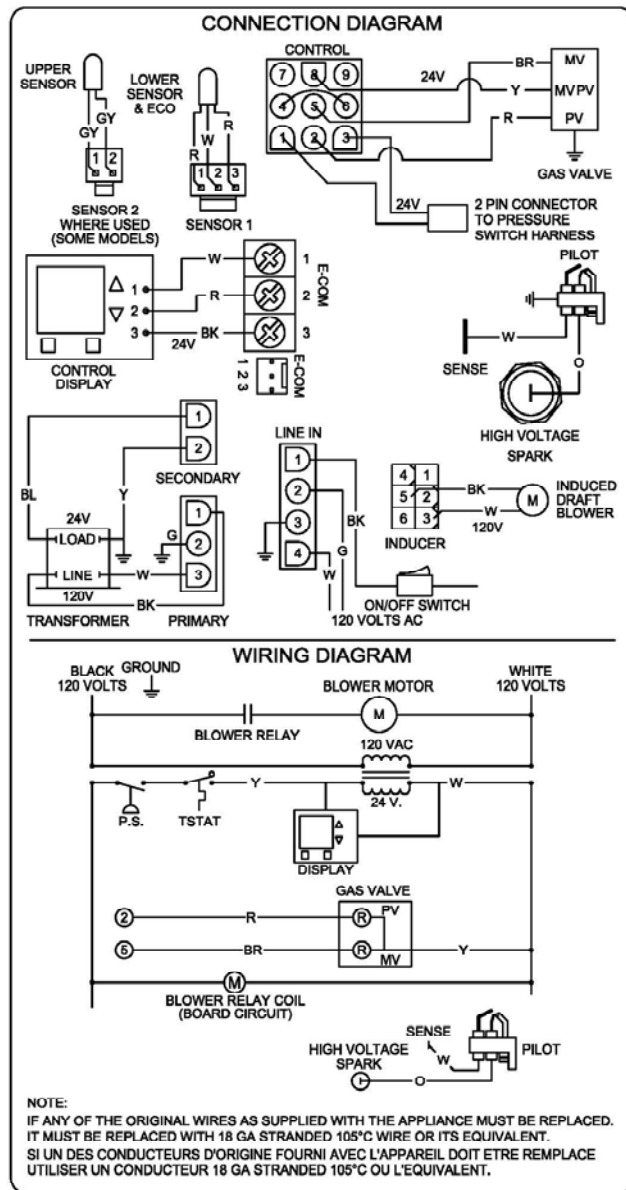 CONNECTION DIAGRAM
UPPER
SENSOR
GY
GY
1 2
SENSOR 2
WHERE USED
(SOME MODELS)
LOWER
SENSOR
& ECO
R
W
R
1 2 3
SENSOR 1
CONTROL
7 8 9
4 5 6
1 2 3
24V
BR
Y
R
MV
MVPV
PV
GAS VALVE
24V
2 PIN CONNECTOR
TO PRESSURE
SWITCH HARNESS
1
2
3
W
R
BK
24V
1
2
3
E-COM
1 2 3
E-COM
CONTROL
DISPLAY
PILOT
W
O
SENSE
HIGH VOLTAGE
SPARK
1
2
SECONDARY
BL
Y
24V
LOAD
LINE
120V
TRANSFORMER
G
W
BK
1
2
3
PRIMARY
LINE IN
1
2
3
4
BK
G
W
ON/OFF SWITCH
120 VOLTS AC
4 1
5 2
6 3
INDUCER
BK
W
120V
M
INDUCED
DRAFT
BLOWER
WIRING DIAGRAM
BLACK
120 VOLTS
GROUND
WHITE
120 VOLTS
BLOWER MOTOR
M
BLOWER RELAY
120 VAC
24 V.
P.S.
TSTAT
Y
W
DISPLAY
GAS VALVE
2
R
R
PV
5
BR
R
MV
Y
M
BLOWER RELAY COIL
(BOARD CIRCUIT)
SENSE
W
PILOT
HIGH VOLTAGE
SPARK
O
NOTE:
IF ANY OF THE ORIGINAL WIRES AS SUPPLIED WITH THE APPLIANCE MUST BE REPLACED.
IT MUST BE REPLACED WITH 18 GA STRANDED 105°C WIRE OR ITS EQUIVALENT.
SI UN DES CONDUCTEURS D'ORIGINE FOURNI AVEC L'APPAREIL DOIT ETRE REMPLACE
UTILISER UN CONDUCTEUR 18 GA STRANDED 105°C OU L'EQUIVALENT.